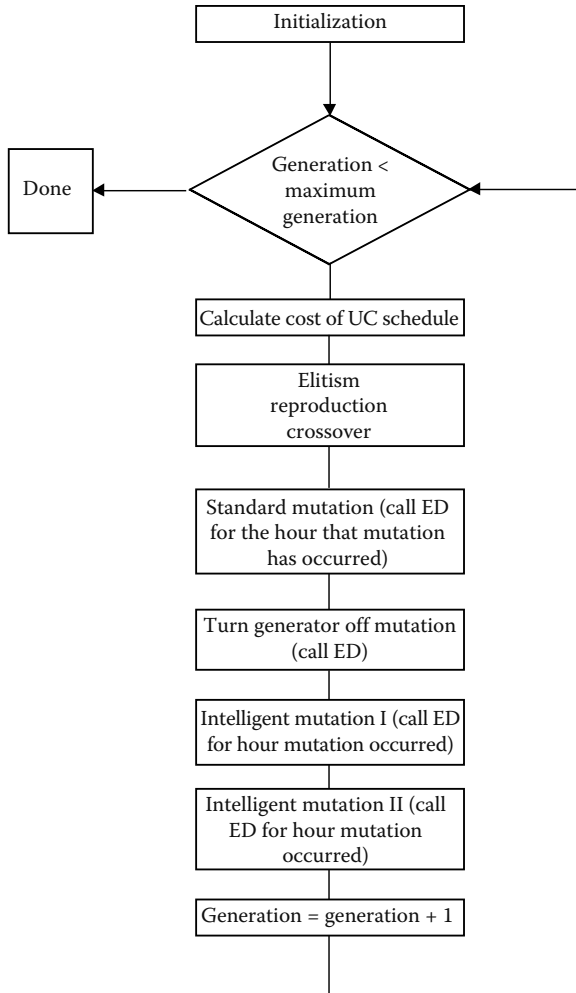 Initialization
Generation <
maximum
generation
Done
Calculate cost of UC schedule
Elitism
reproduction
crossover
Standard mutation (call ED
for the hour that mutation
has occurred)
Turn generator off mutation
(call ED)
Intelligent mutation I (call ED
for hour mutation occurred)
Intelligent mutation II (call
ED for hour mutation
occurred)
Generation = generation + 1